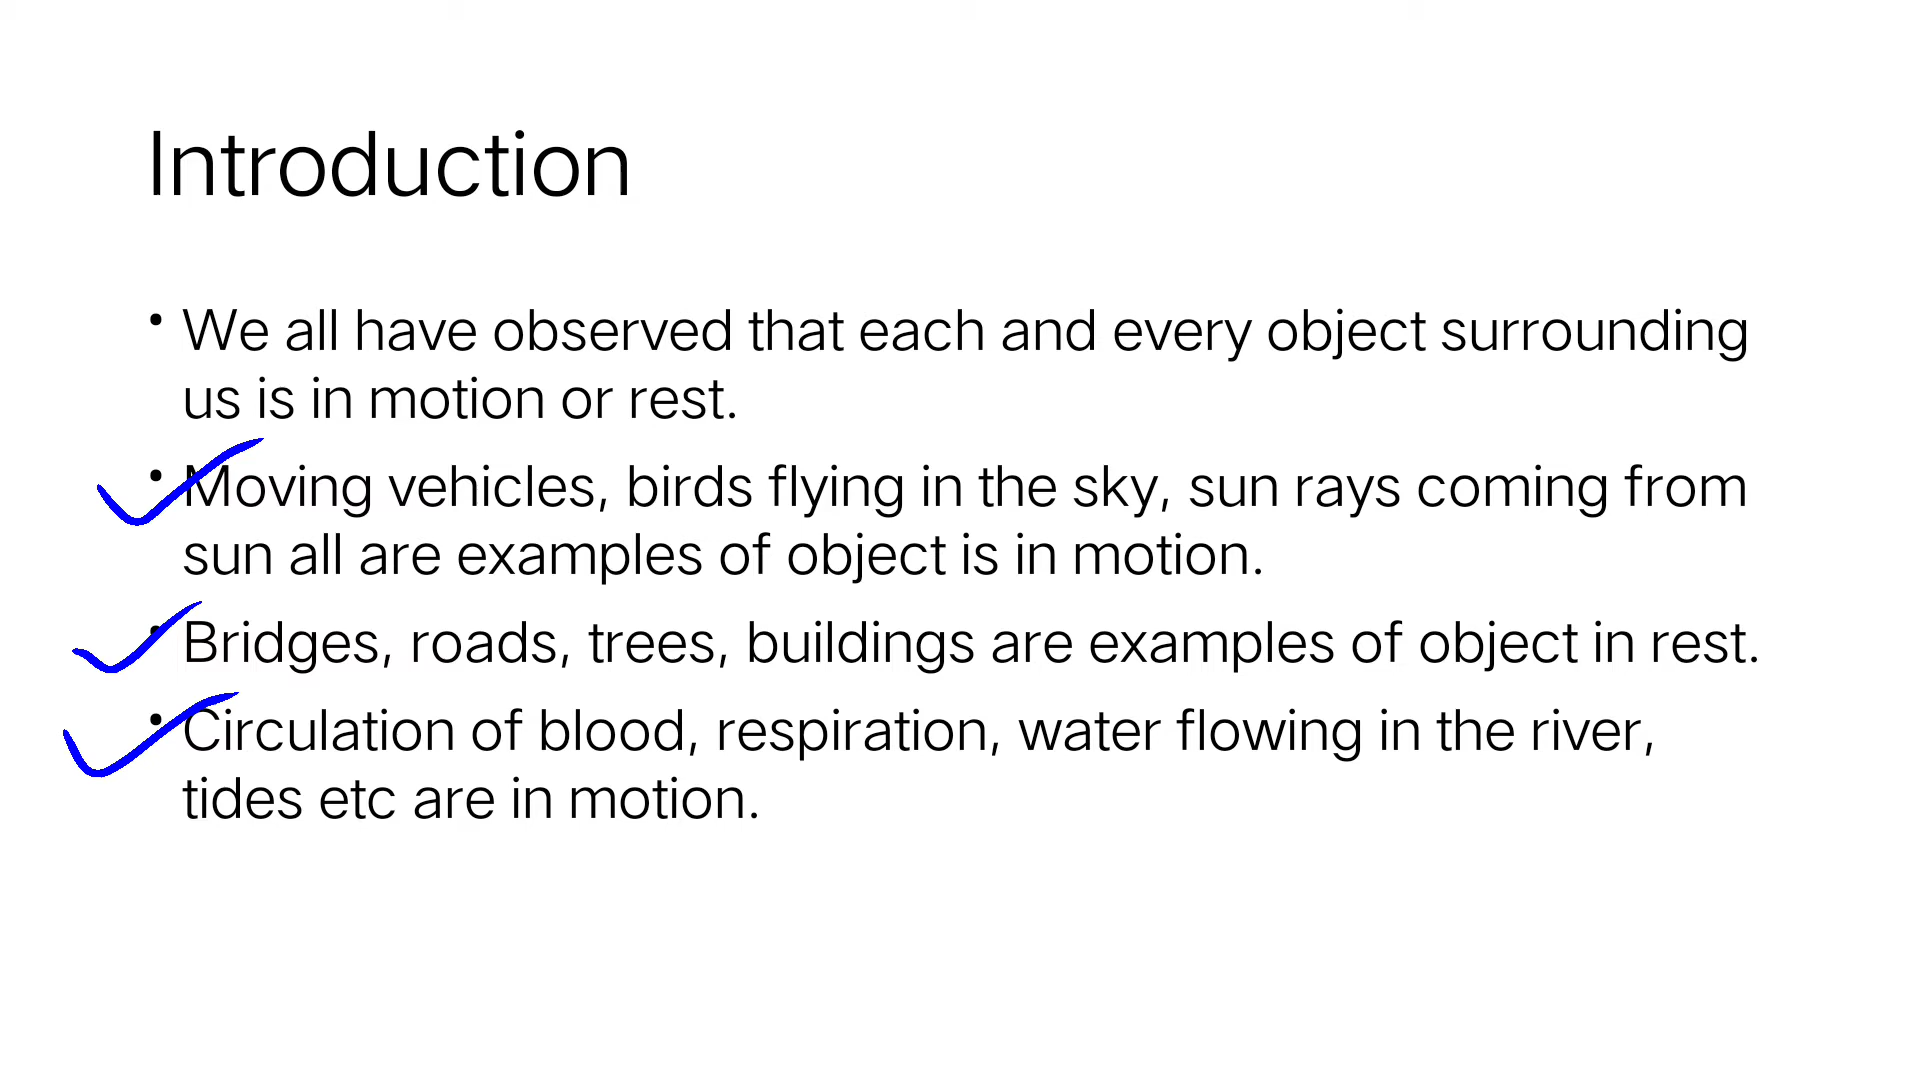 Introduction
• We all have observed that each and every object surrounding
us is in motion or rest.
• Moving vehicles, birds flying in the sky, sun rays coming from
sun all are examples of object is in motion.
• Bridges, roads, trees, buildings are examples of object in rest.
• Circulation of blood, respiration, water flowing in the river,
tides etc are in motion.